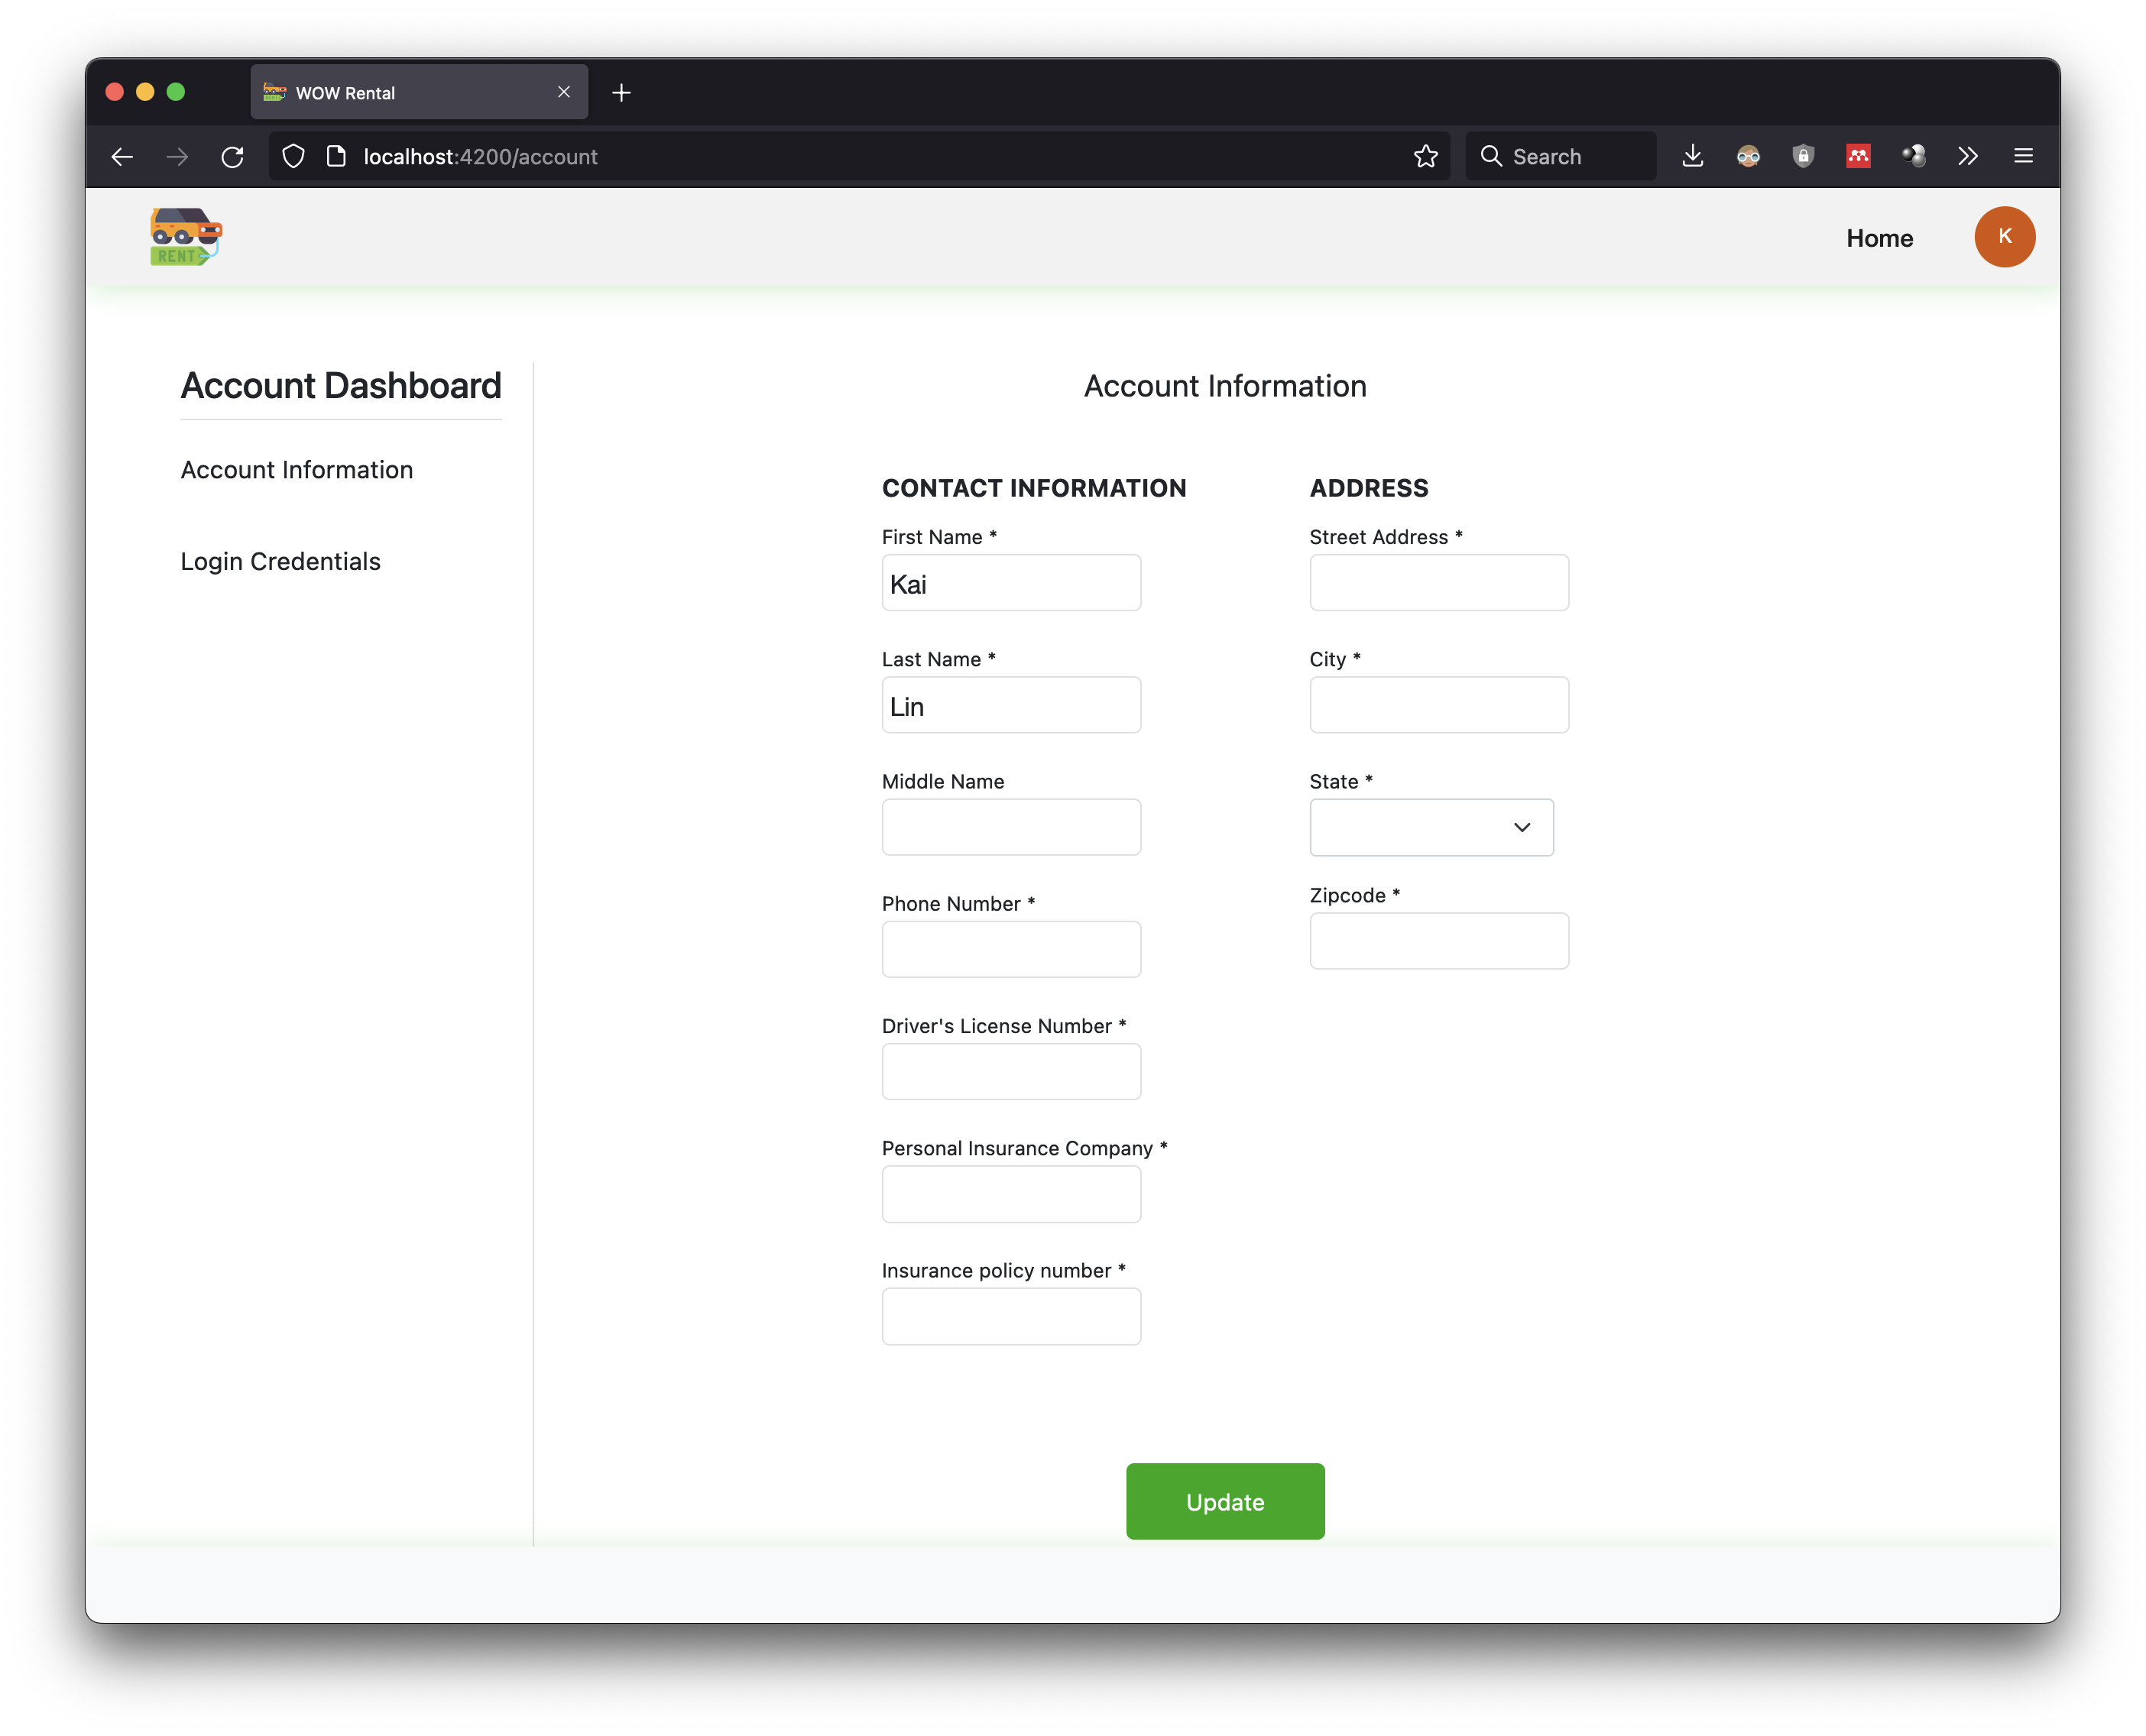 WOW Rental
localhost:4200/account
Search
RENT
Home
K
Account Dashboard
Account Information
Login Credentials
Account Information
CONTACT INFORMATION
First Name *
Kai
Last Name *
Lin
Middle Name
Phone Number *
Driver's License Number *
Personal Insurance Company *
Insurance policy number *
ADDRESS
Street Address *
City *
State *
Zipcode *
Update